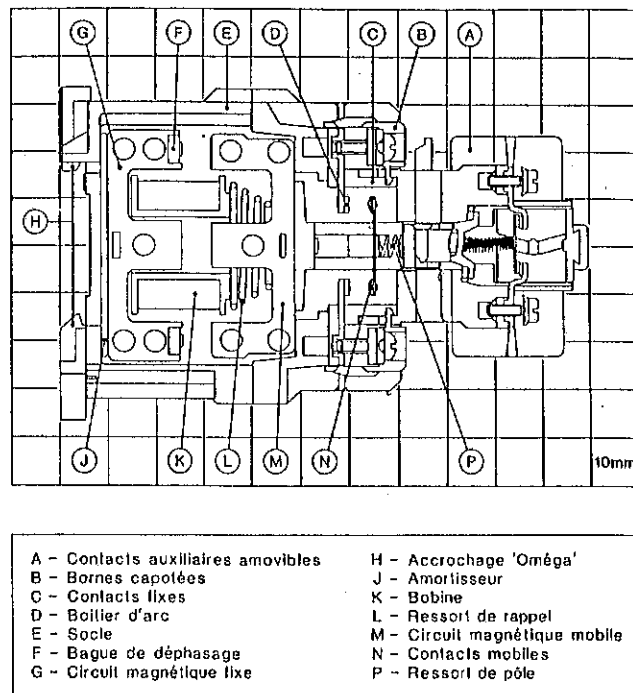 G F E D C B A
H
J K L M N P
10mm
A - Contacts auxiliaires amovibles
B - Bornes capotées
C - Contacts fixes
D - Boîtier d'arc
E - Socle
F - Bague de déphasage
G - Circuit magnétique fixe
H - Accrochage 'Oméga'
J - Amortisseur
K - Bobine
L - Ressort de rappel
M - Circuit magnétique mobile
N - Contacts mobiles
P - Ressort de pôle